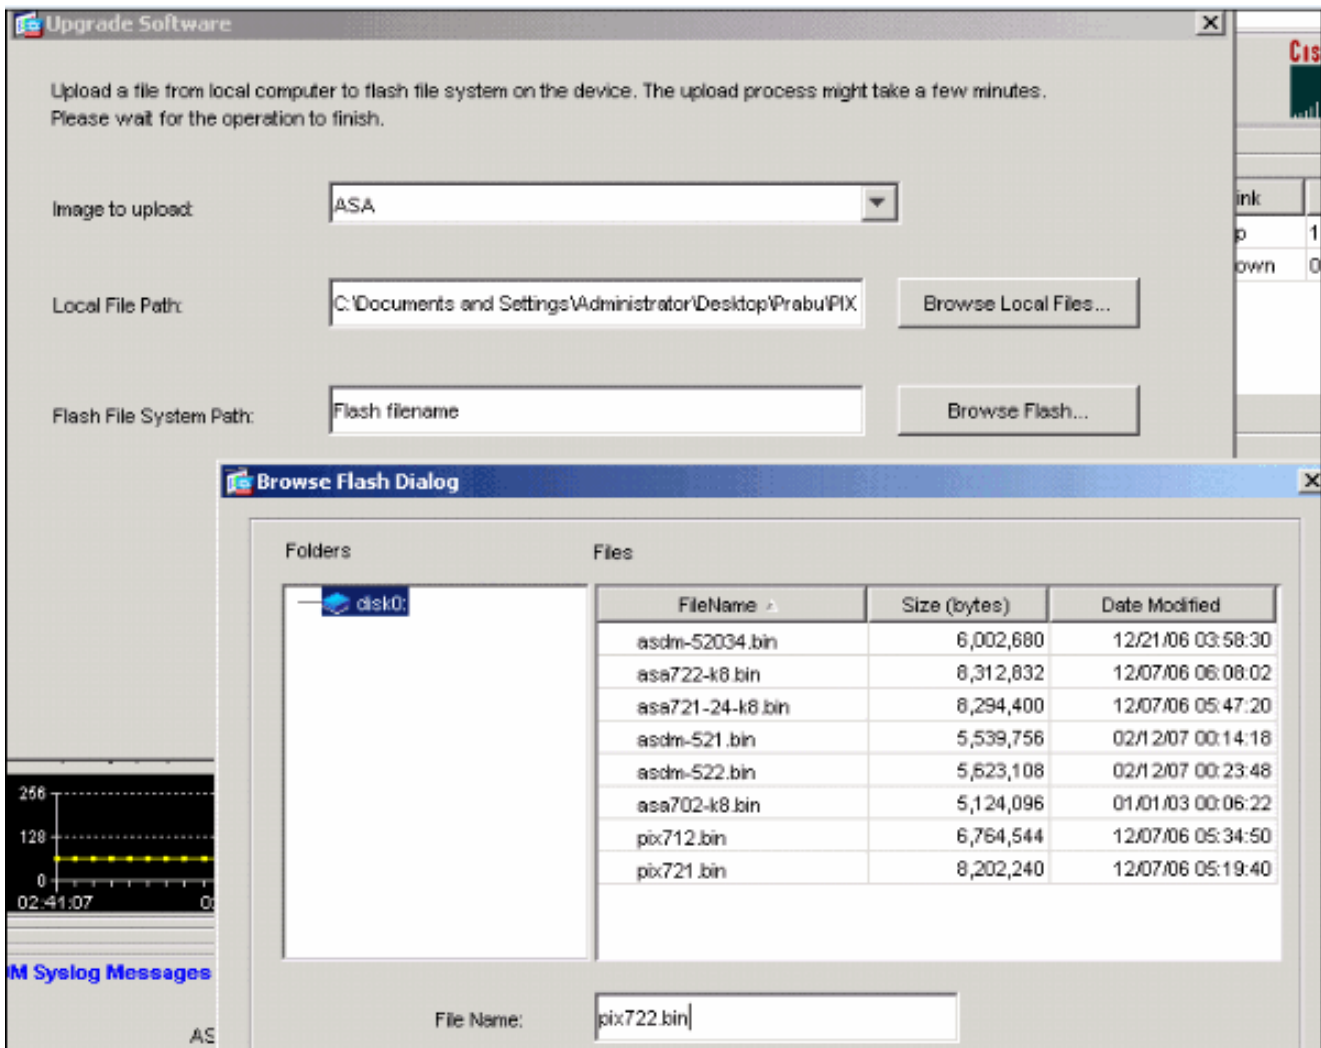 Upgrade Software
CIS
Upload a file from local computer to flash file system on the device. The upload process might take a few minutes.
Please wait for the operation to finish.
Image to upload: ASA
ink
p 1
own 0
Local File Path: C:\Documents and Settings\Administrator\Desktop\Prabu\PIX Browse Local Files...
Flash File System Path: Flash filename Browse Flash...
Browse Flash Dialog
Folders Files
disk0:
FileName Size (bytes) Date Modified
asdm-52034.bin 6,002,680 12/21/06 03:58:30
asa722-k8.bin 8,312,832 12/07/06 06:08:02
asa721-24-k8.bin 8,294,400 12/07/06 05:47:20
asdm-521.bin 5,539,756 02/12/07 00:14:18
asdm-522.bin 5,623,108 02/12/07 00:23:48
asa702-k8.bin 5,124,096 01/01/03 00:06:22
pix712.bin 6,764,544 12/07/06 05:34:50
pix721.bin 8,202,240 12/07/06 05:19:40
256
128
0
02:41:07 0
M Syslog Messages
File Name: pix722.bin
AS